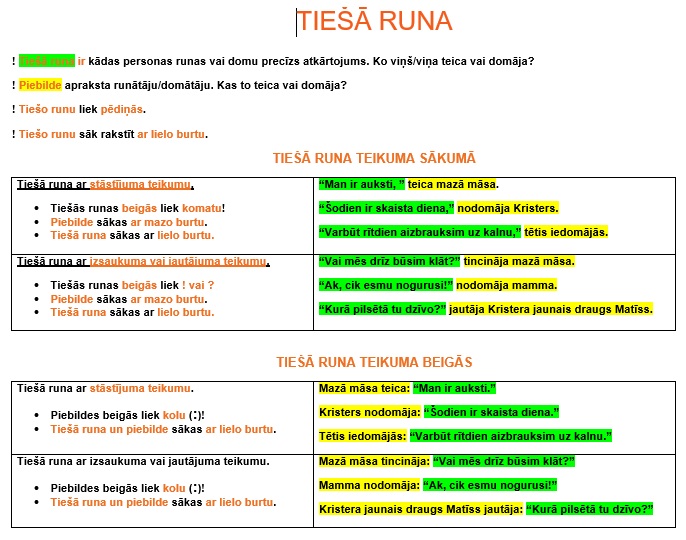 TIEŠĀ RUNA
! Tiešā runa ir kādas personas runas vai domu precīzs atkārtojums. Ko viņš/viņa teica vai domāja?
! Piebilde apraksta runātāju/domātāju. Kas to teica vai domāja?
! Tiešo runu liek pēdiņās.
! Tiešo runu sāk rakstīt ar lielo burtu.
TIEŠĀ RUNA TEIKUMA SĀKUMĀ
Tiešā runa ar stāstījuma teikumu.
• Tiešās runas beigās liek komatu!
• Piebilde sākas ar mazo burtu.
• Tiešā runa sākas ar lielo burtu.
“Man ir auksti, ” teica mazā māsa.
“Šodien ir skaista diena,” nodomāja Kristers.
“Varbūt rītdien aizbrauksim uz kalnu,” tētis iedomājās.
Tiešā runa ar izsaukuma vai jautājuma teikumu.
• Tiešās runas beigās liek ! vai ?
• Piebilde sākas ar mazo burtu.
• Tiešā runa sākas ar lielo burtu.
“Vai mēs drīz būsim klāt?” tincināja mazā māsa.
“Ak, cik esmu nogurusi!” nodomāja mamma.
“Kurā pilsētā tu dzīvo?” jautāja Kristera jaunais draugs Matīss.
TIEŠĀ RUNA TEIKUMA BEIGĀS
Tiešā runa ar stāstījuma teikumu.
• Piebildes beigās liek kolu (:)!
• Tiešā runa un piebilde sākas ar lielo burtu.
Mazā māsa teica: “Man ir auksti.”
Kristers nodomāja: “Šodien ir skaista diena.”
Tētis iedomājās: “Varbūt rītdien aizbrauksim uz kalnu.”
Tiešā runa ar izsaukuma vai jautājuma teikumu.
• Piebildes beigās liek kolu (:)!
• Tiešā runa un piebilde sākas ar lielo burtu.
Mazā māsa tincināja: “Vai mēs drīz būsim klāt?”
Mamma nodomāja: “Ak, cik esmu nogurusi!”
Kristera jaunais draugs Matīss jautāja: “Kurā pilsētā tu dzīvo?”